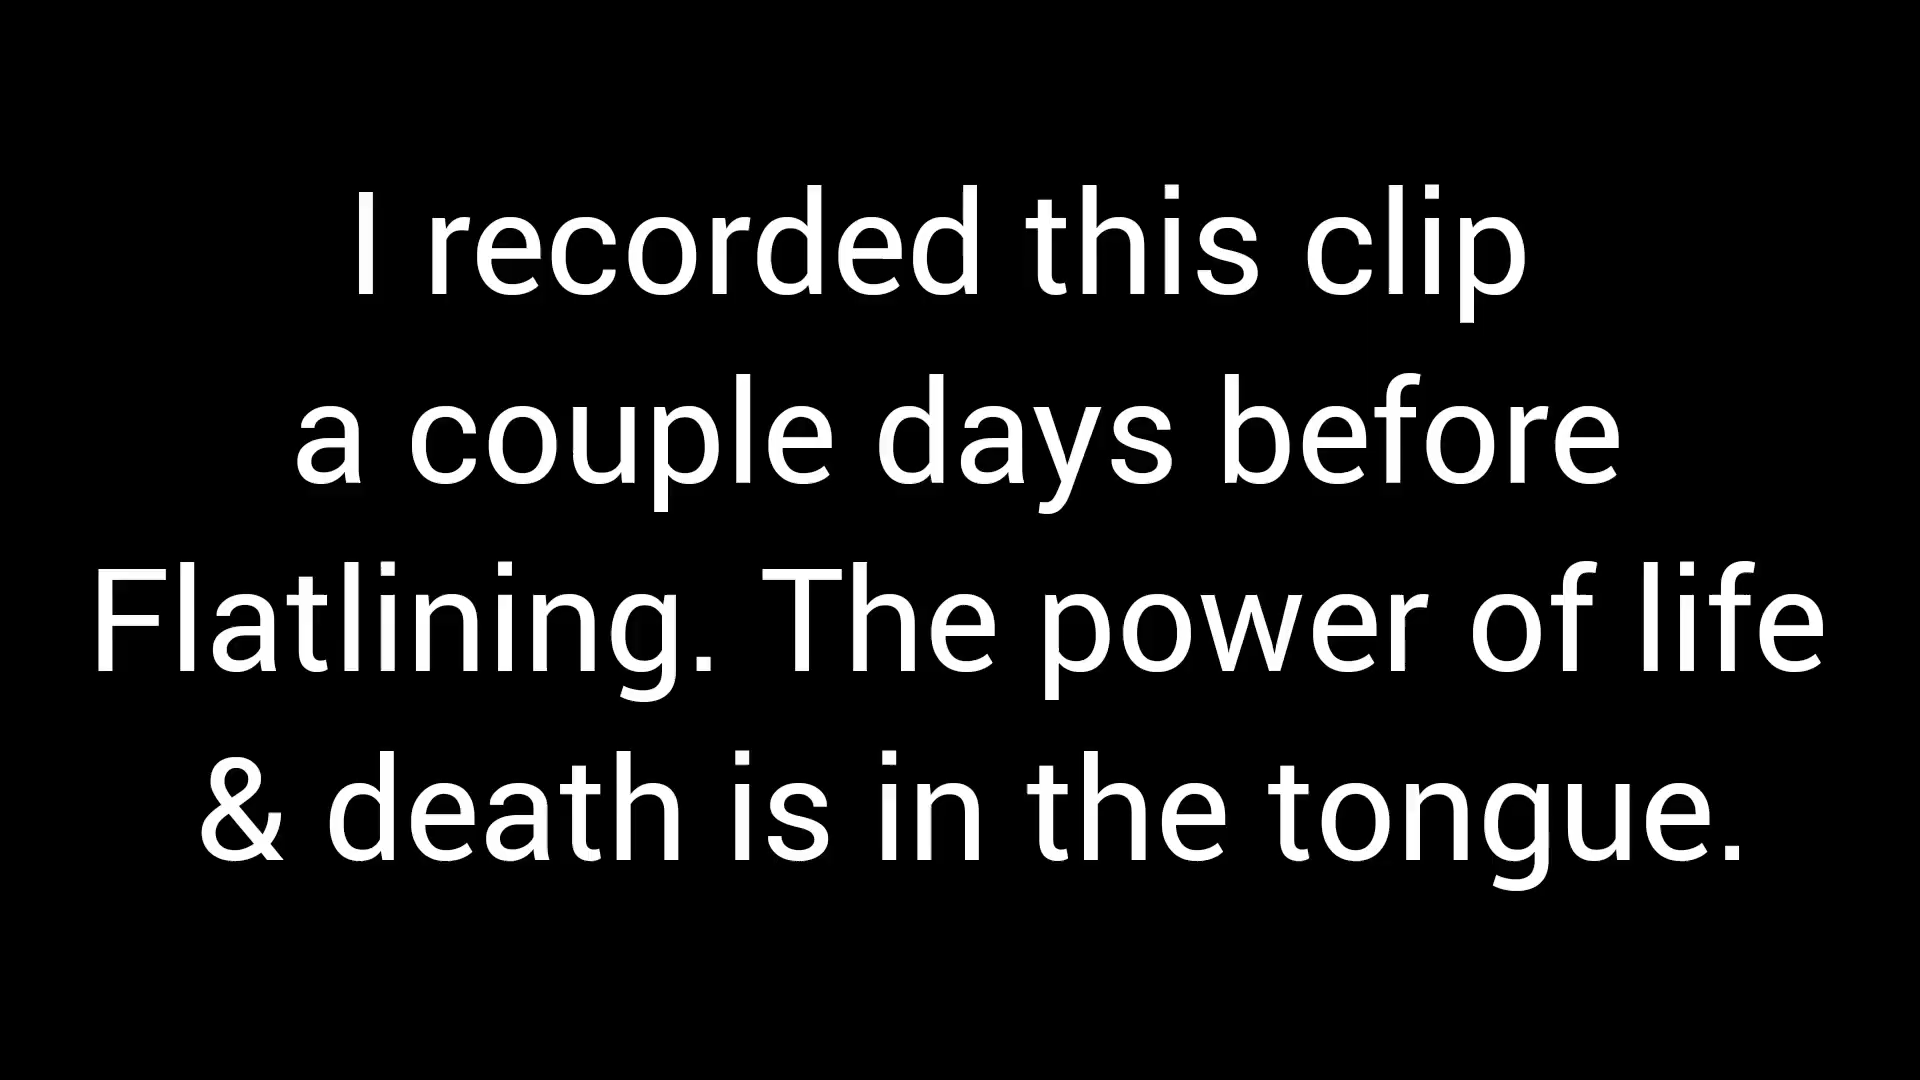 I recorded this clip
a couple days before
Flatlining. The power of life
& death is in the tongue.